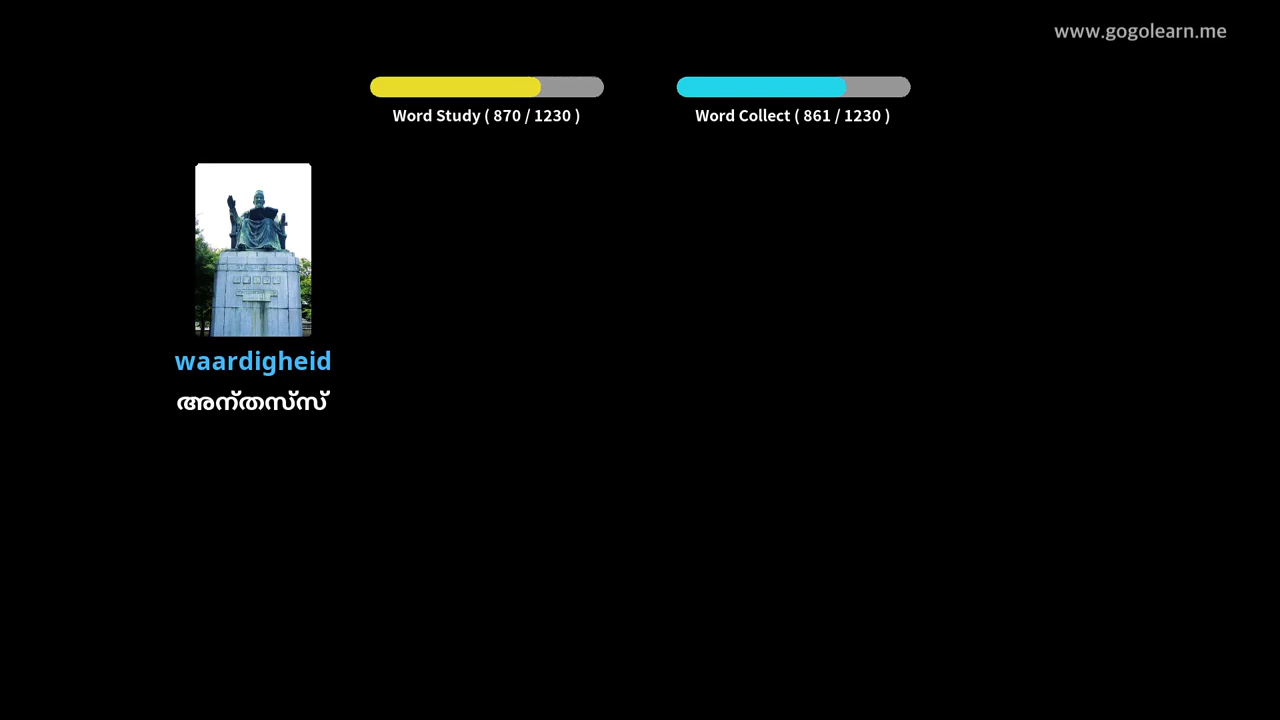 www.gogolearn.me
Word Study ( 870 / 1230 )
Word Collect ( 861 / 1230 )
waardigheid
അന്തസ്സ്